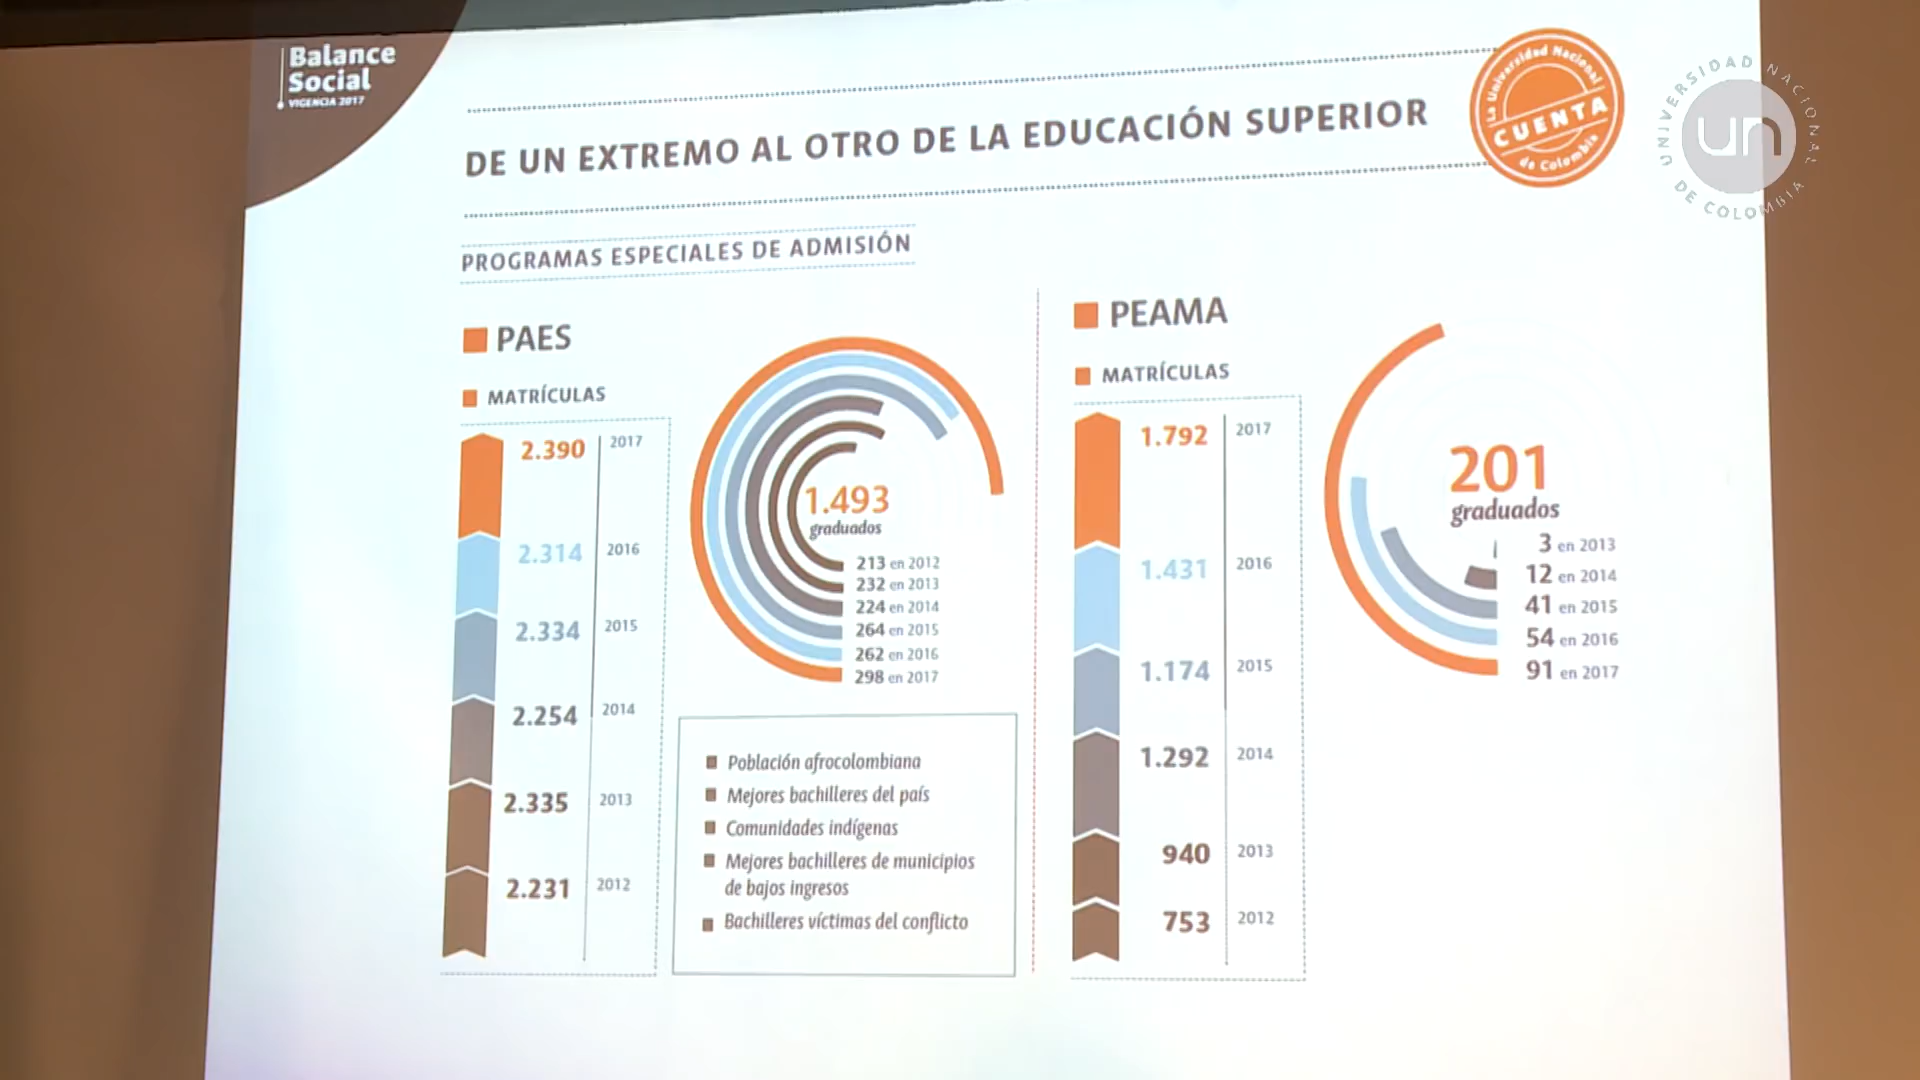 Balance
Social
VIGENCIA 2017
DE UN EXTREMO AL OTRO DE LA EDUCACIÓN SUPERIOR
La Universidad Nacional
CUENTA
de Colombia
UNIVERSIDAD NACIONAL
un
DE COLOMBIA
PROGRAMAS ESPECIALES DE ADMISIÓN
PAES
MATRÍCULAS
2.390 2017
2.314 2016
2.334 2015
2.254 2014
2.335 2013
2.231 2012
1.493
graduados
213 en 2012
232 en 2013
224 en 2014
264 en 2015
262 en 2016
298 en 2017
Población afrocolombiana
Mejores bachilleres del país
Comunidades indígenas
Mejores bachilleres de municipios
de bajos ingresos
Bachilleres víctimas del conflicto
PEAMA
MATRÍCULAS
1.792 2017
1.431 2016
1.174 2015
1.292 2014
940 2013
753 2012
201
graduados
3 en 2013
12 en 2014
41 en 2015
54 en 2016
91 en 2017